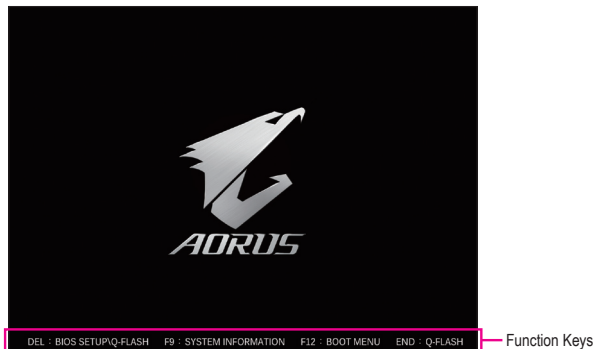 AORUS
DEL : BIOS SETUP\Q-FLASH F9 : SYSTEM INFORMATION F12 : BOOT MENU END : Q-FLASH
Function Keys